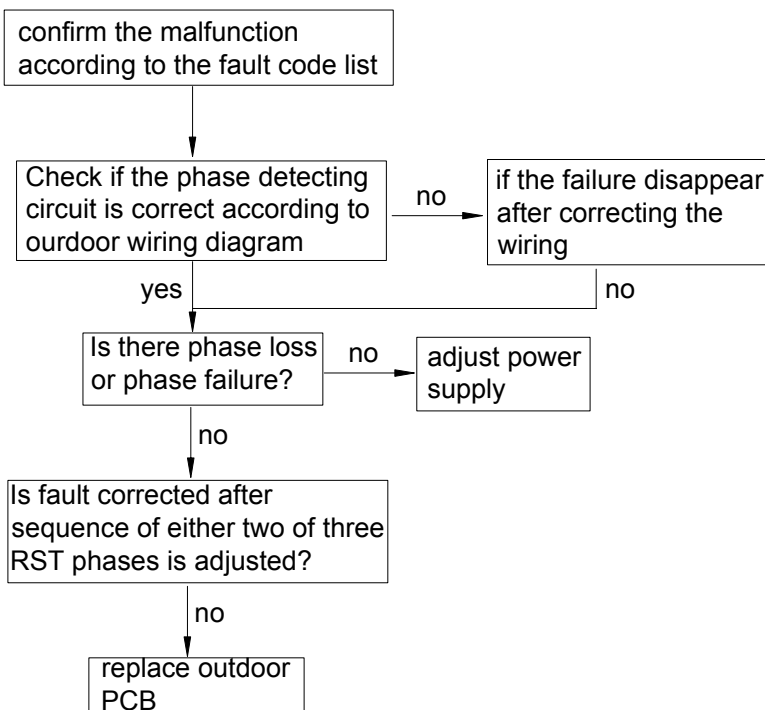 confirm the malfunction
according to the fault code list
Check if the phase detecting
circuit is correct according to
ourdoor wiring diagram
no
if the failure disappear
after correcting the
wiring
yes
no
Is there phase loss
or phase failure?
no
adjust power
supply
no
Is fault corrected after
sequence of either two of three
RST phases is adjusted?
no
replace outdoor
PCB